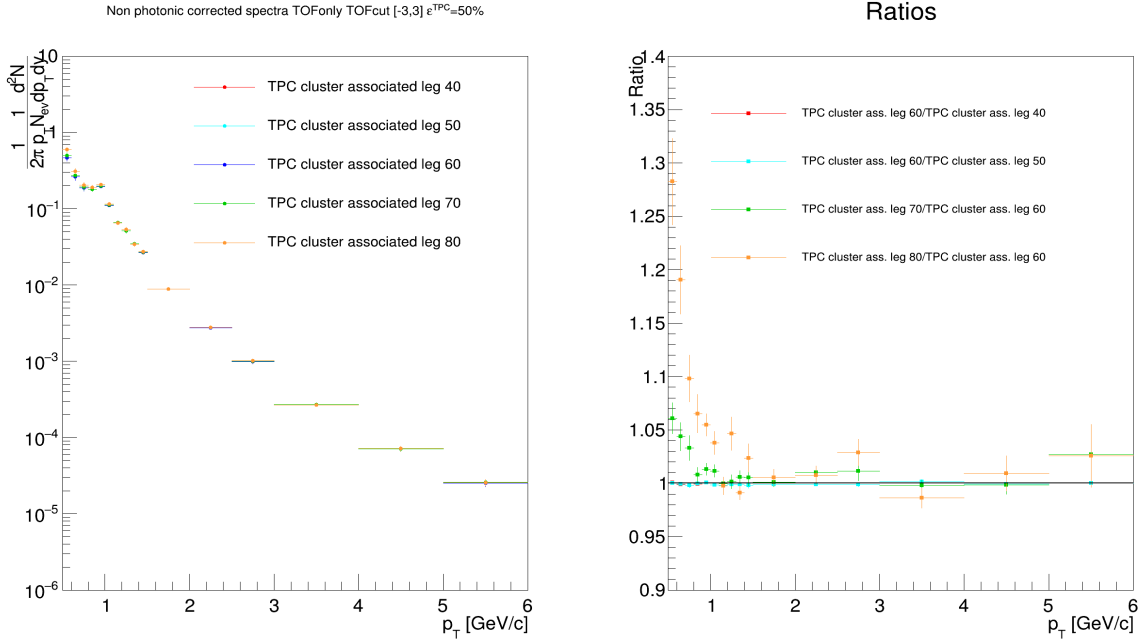 Non photonic corrected spectra TOFonly TOFcut [-3,3] ε^TPC=50%
1/2π 1/p_T d²N/N_ev dp_T dy
10
1
10⁻¹
10⁻²
10⁻³
10⁻⁴
10⁻⁵
10⁻⁶
TPC cluster associated leg 40
TPC cluster associated leg 50
TPC cluster associated leg 60
TPC cluster associated leg 70
TPC cluster associated leg 80
1 2 3 4 5 6
p_T [GeV/c]
Ratios
Ratio
1.4
1.35
1.3
1.25
1.2
1.15
1.1
1.05
1
0.95
0.9
TPC cluster ass. leg 60/TPC cluster ass. leg 40
TPC cluster ass. leg 60/TPC cluster ass. leg 50
TPC cluster ass. leg 70/TPC cluster ass. leg 60
TPC cluster ass. leg 80/TPC cluster ass. leg 60
1 2 3 4 5 6
p_T [GeV/c]